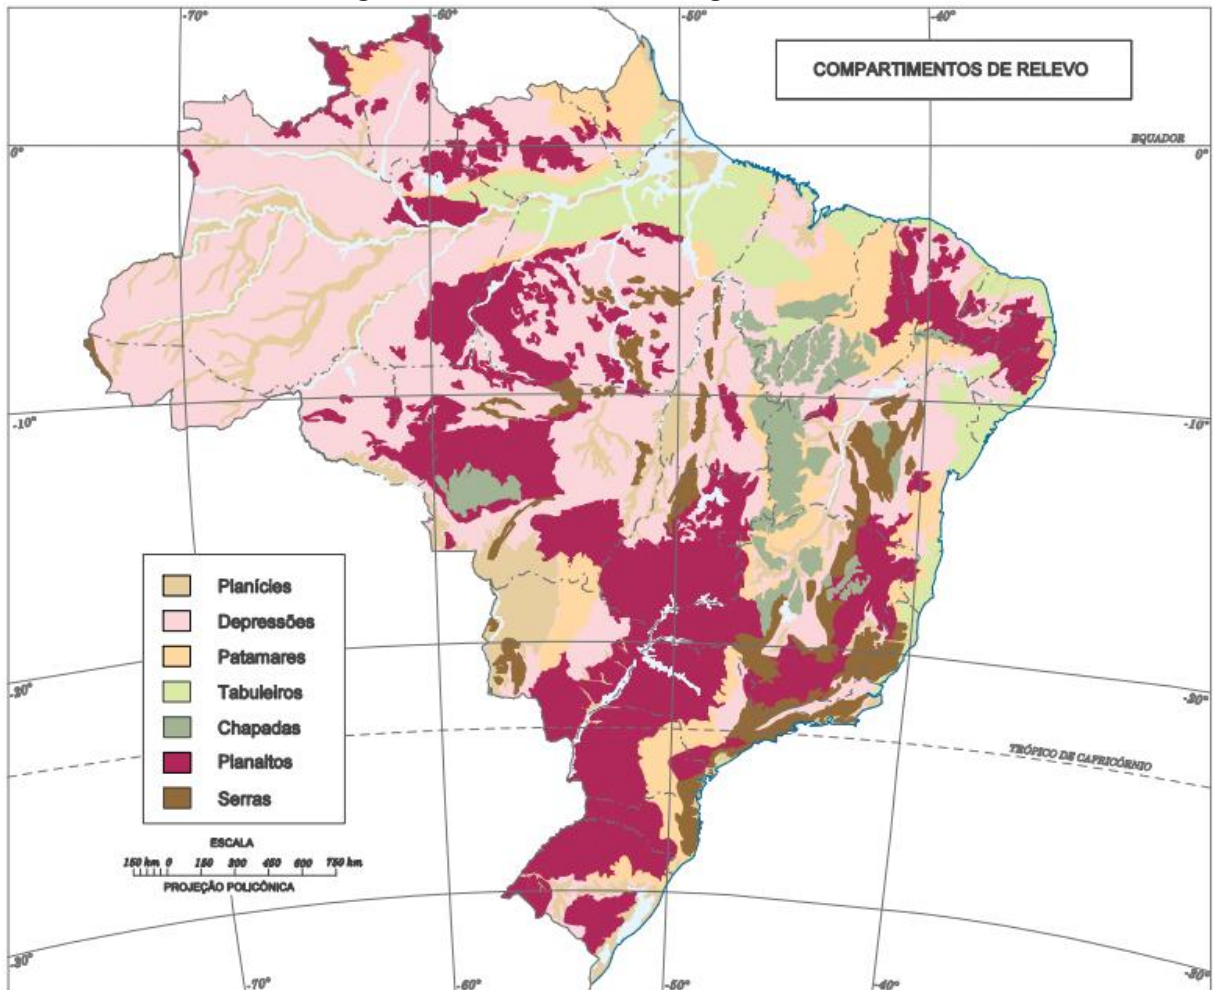 -70°
-60°
-50°
-40°
COMPARTIMENTOS DE RELEVO
EQUADOR
0°
0°
-10°
-10°
Planícies
Depressões
Patamares
Tabuleiros
Chapadas
Planaltos
Serras
-20°
-20°
TRÓPICO DE CAPRICÓRNIO
ESCALA
150 km 0 150 300 450 600 750 km
PROJEÇÃO POLICÔNICA
-30°
-30°
-70°
-60°
-50°
-40°